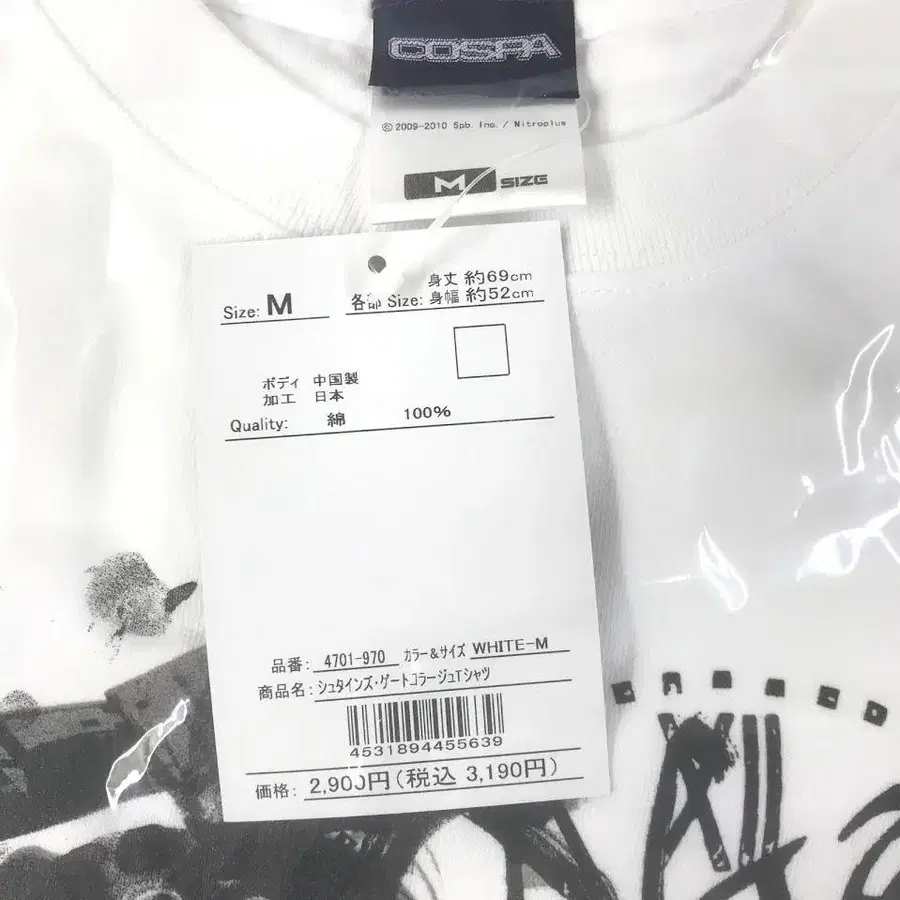 COSPA
© 2009-2010 5pb. Inc. / Nitroplus
M SIZE
Size: M
各部 Size: 身丈 約69cm
身幅 約52cm
ボディ 中国製
加工 日本
Quality: 綿 100%
品番: 4701-970 カラー&サイズ WHITE-M
商品名: シュタインズ・ゲートコラージュTシャツ
4531894455639
価格: 2,900円(税込 3,190円)